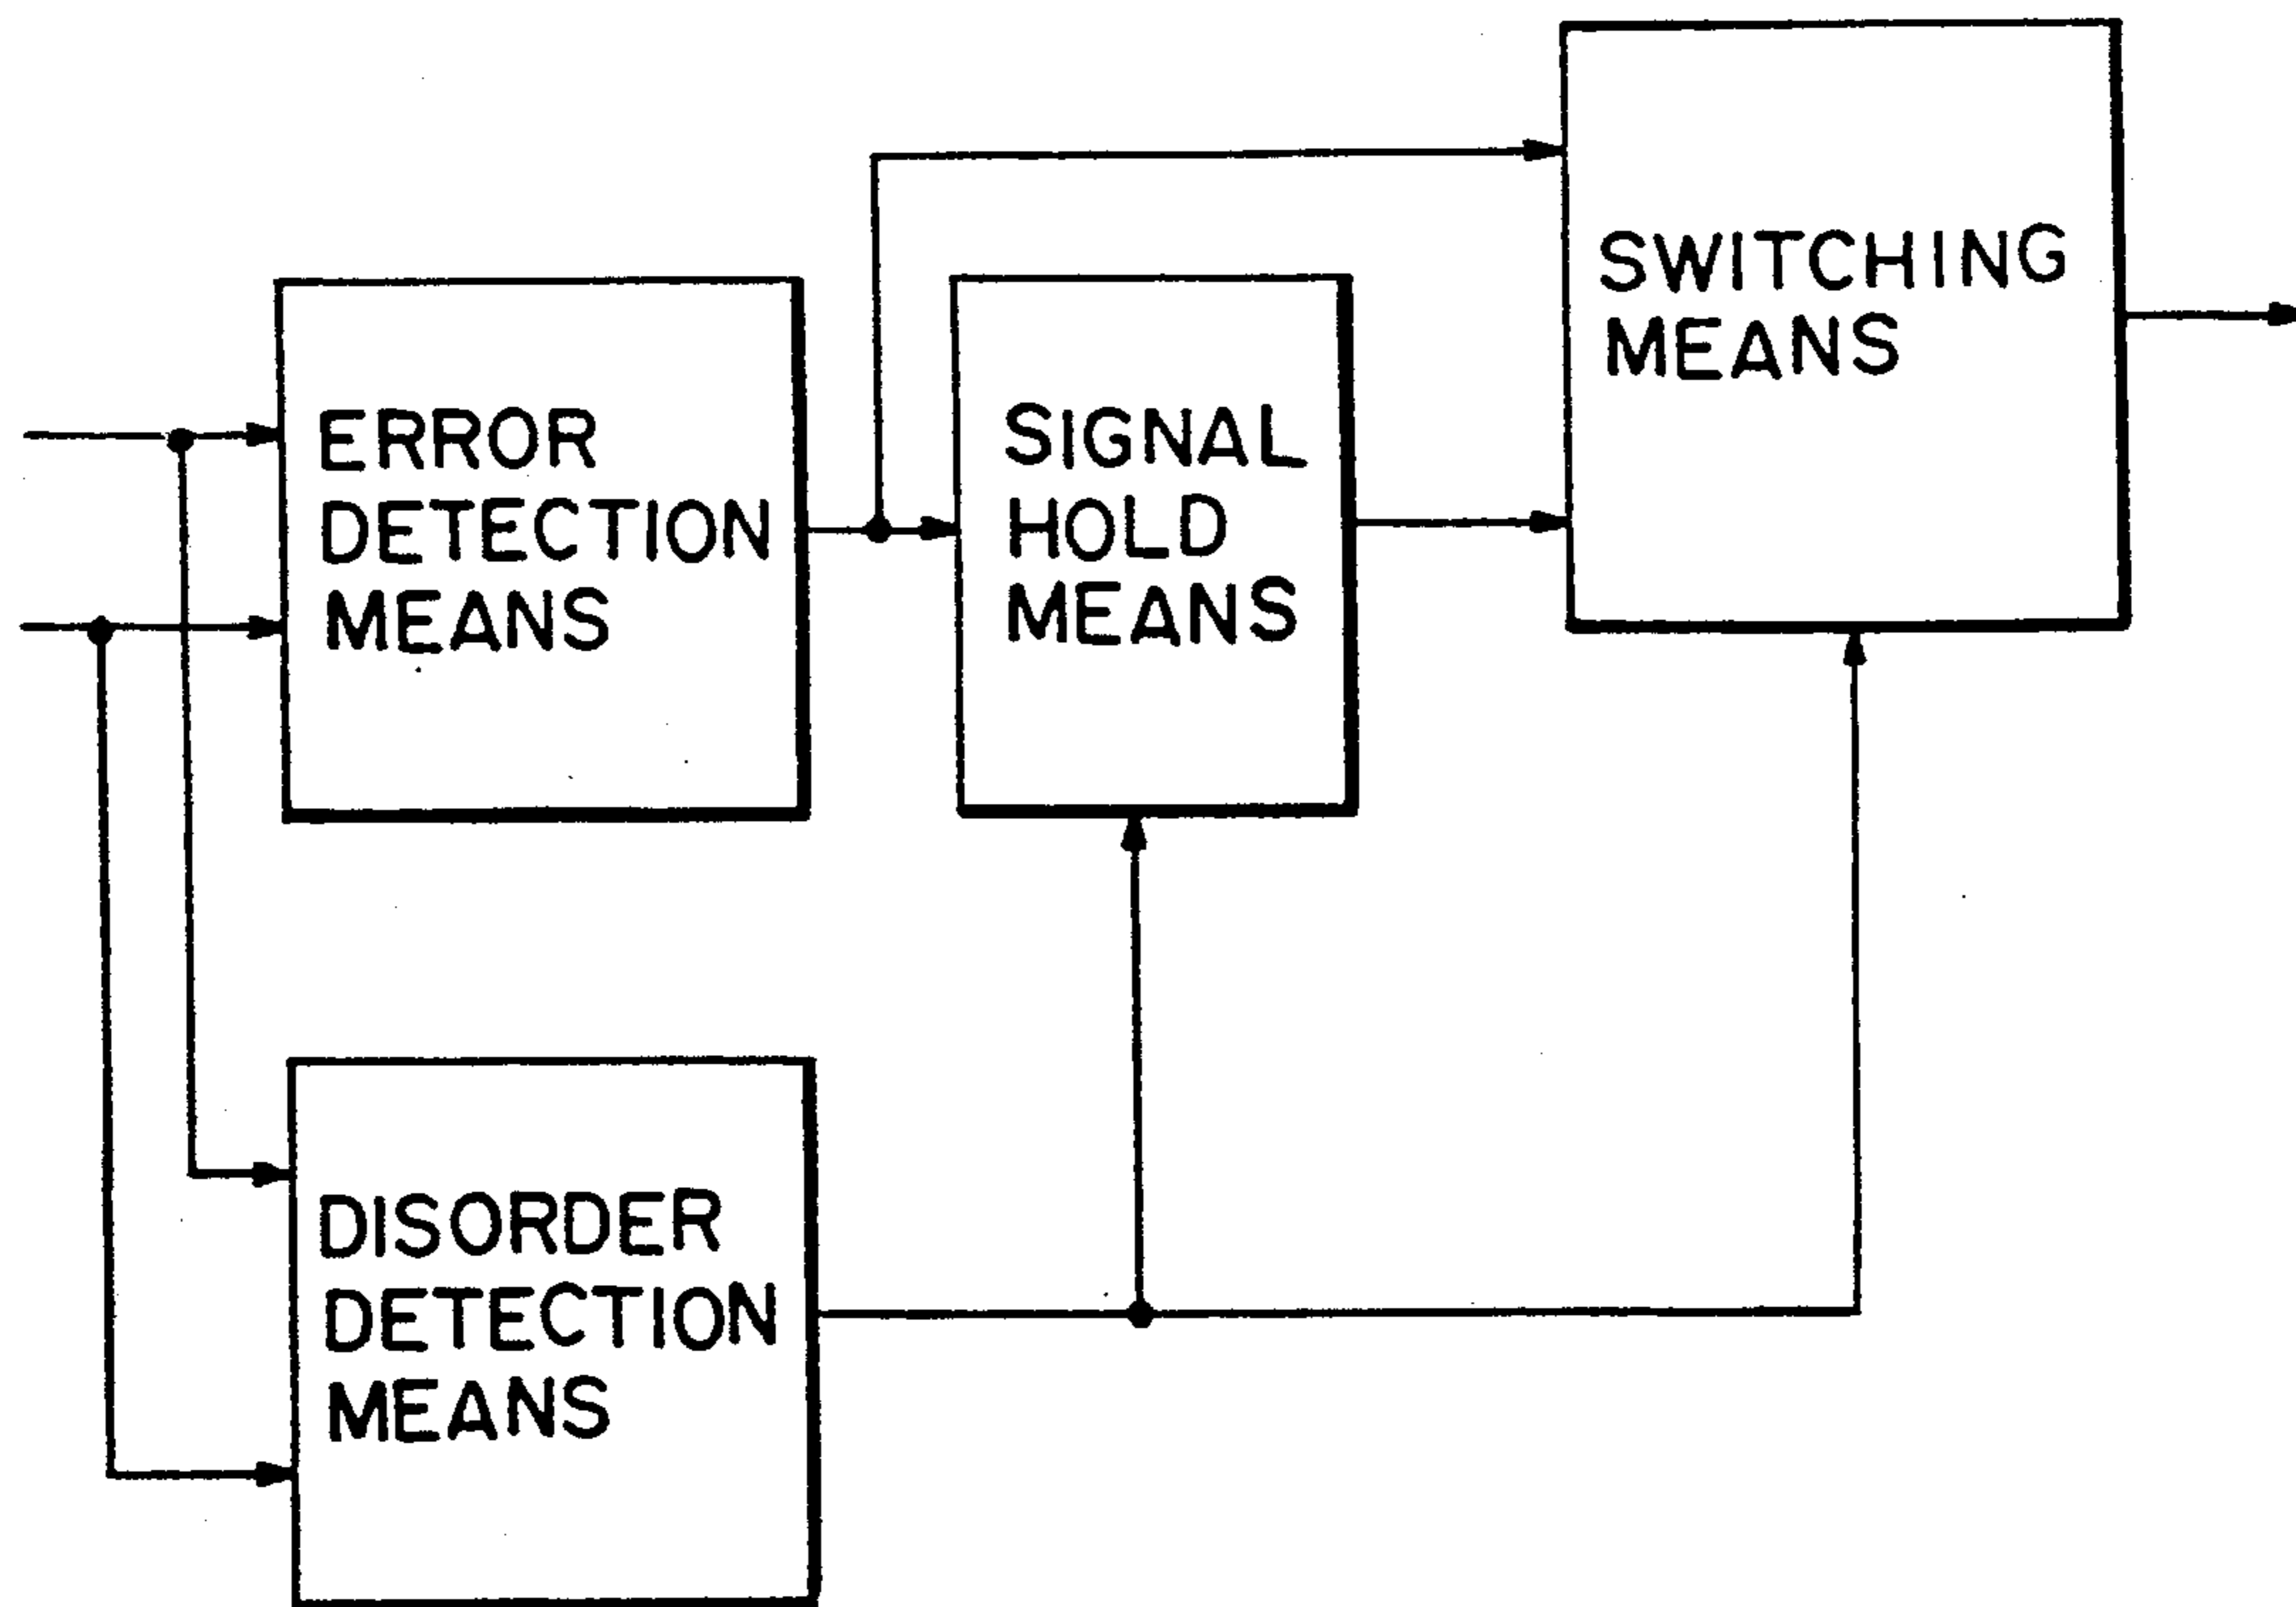 SWITCHING
MEANS
ERROR
DETECTION
MEANS
SIGNAL
HOLD
MEANS
DISORDER
DETECTION
MEANS